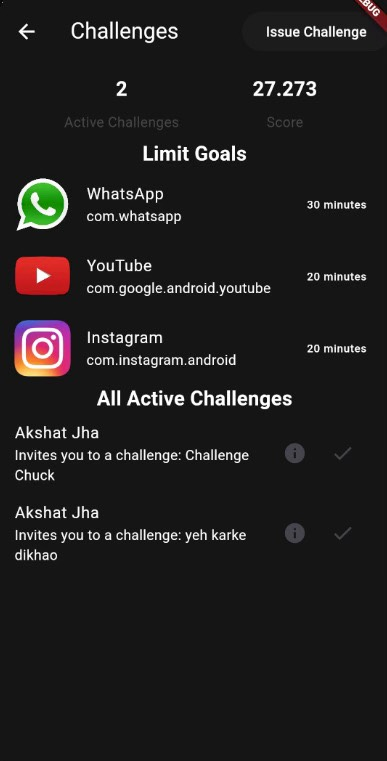 Challenges
Issue Challenge
2
27.273
Active Challenges
Score
Limit Goals
WhatsApp
com.whatsapp
30 minutes
YouTube
com.google.android.youtube
20 minutes
Instagram
com.instagram.android
20 minutes
All Active Challenges
Akshat Jha
Invites you to a challenge: Challenge
Chuck
Akshat Jha
Invites you to a challenge: yeh karke
dikhao